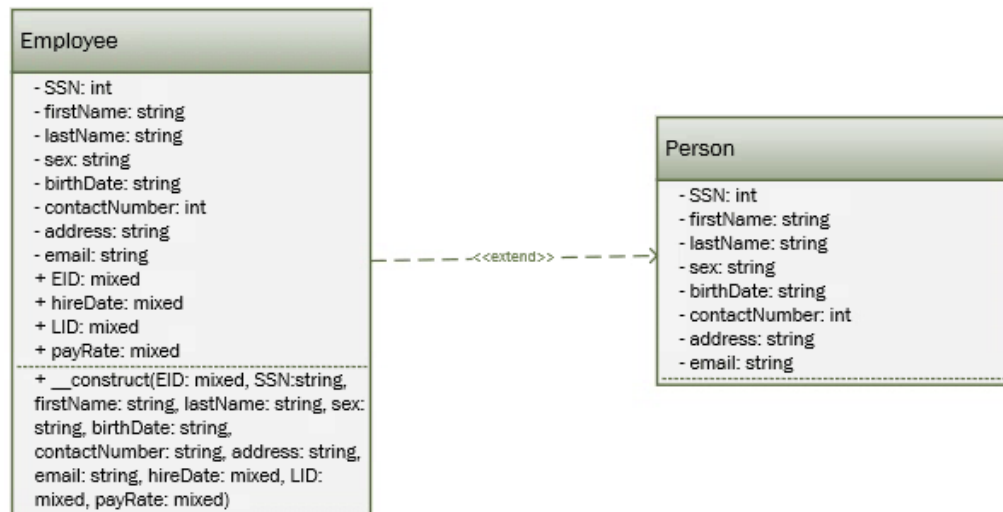 Employee
- SSN: int
- firstName: string
- lastName: string
- sex: string
- birthDate: string
- contactNumber: int
- address: string
- email: string
+ EID: mixed
+ hireDate: mixed
+ LID: mixed
+ payRate: mixed
+ __construct(EID: mixed, SSN:string,
firstName: string, lastName: string, sex:
string, birthDate: string,
contactNumber: string, address: string,
email: string, hireDate: mixed, LID:
mixed, payRate: mixed)
<<extend>>
Person
- SSN: int
- firstName: string
- lastName: string
- sex: string
- birthDate: string
- contactNumber: int
- address: string
- email: string